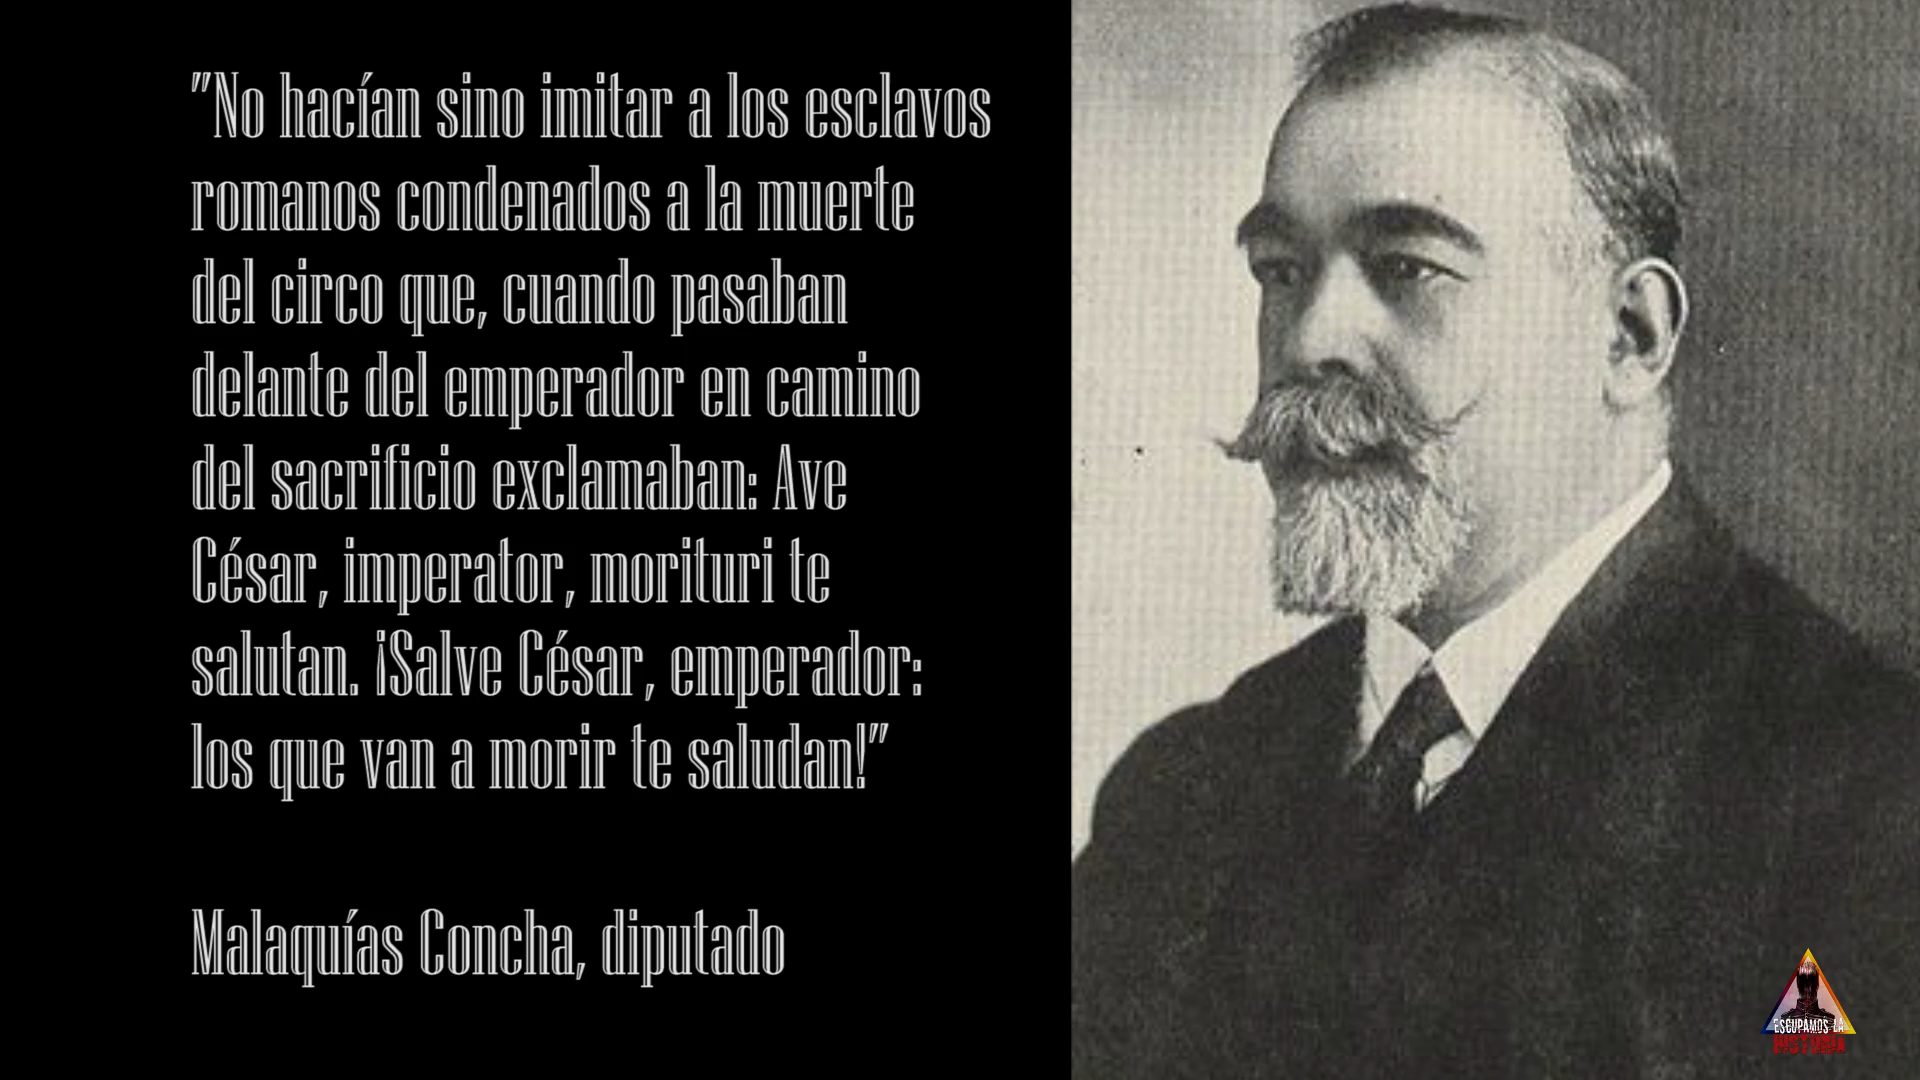 "No hacían sino imitar a los esclavos
romanos condenados a la muerte
del circo que, cuando pasaban
delante del emperador en camino
del sacrificio exclamaban: Ave
César, imperator, morituri te
salutan. ¡Salve César, emperador:
los que van a morir te saludan!"
Malaquías Concha, diputado
ESCUPAMOS LA
HISTORIA